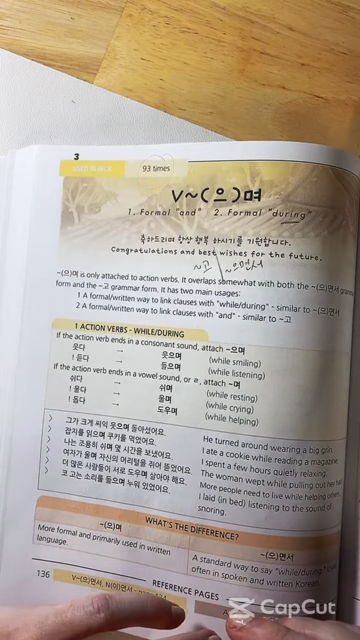 3
93 times
V~(으)며
1. Formal "and" 2. Formal "during"
축하드리며 항상 행복 하시기를 기원합니다.
Congratulations and best wishes for the future.
~고 ~으면서
~(으)며 is only attached to action verbs. It overlaps somewhat with both the ~(으)면서 grammar
form and the ~고 grammar form. It has two main usages:
1 A formal/written way to link clauses with "while/during" - similar to ~(으)면서
2 A formal/written way to link clauses with "and" - similar to ~고
1 ACTION VERBS - WHILE/DURING
If the action verb ends in a consonant sound, attach ~으며
웃다 → 웃으며 (while smiling)
! 듣다 → 들으며 (while listening)
If the action verb ends in a vowel sound, or ㄹ, attach ~며
쉬다 → 쉬며 (while resting)
! 울다 → 울며 (while crying)
! 돕다 → 도우며 (while helping)
> 그가 크게 씨익 웃으며 돌아섰어요. He turned around wearing a big grin.
> 잡지를 읽으며 쿠키를 먹었어요. I ate a cookie while reading a magazine.
> 나는 조용히 쉬며 몇 시간을 보냈어요. I spent a few hours quietly relaxing.
> 여자가 울며 자신의 머리털을 쥐어 뜯었어요. The woman wept while pulling out her hair.
> 더 많은 사람들이 서로 도우며 살아야 해요. More people need to live while helping others.
> 코 고는 소리를 들으며 누워 있었어요. I laid (in bed) listening to the sound of
snoring.
WHAT'S THE DIFFERENCE?
~(으)며 ~(으)면서
More formal and primarily used in written
language.
A standard way to say "while/during,"
often in spoken and written Korean.
136
REFERENCE PAGES
V~(으)면서, N(이)면서
CapCut